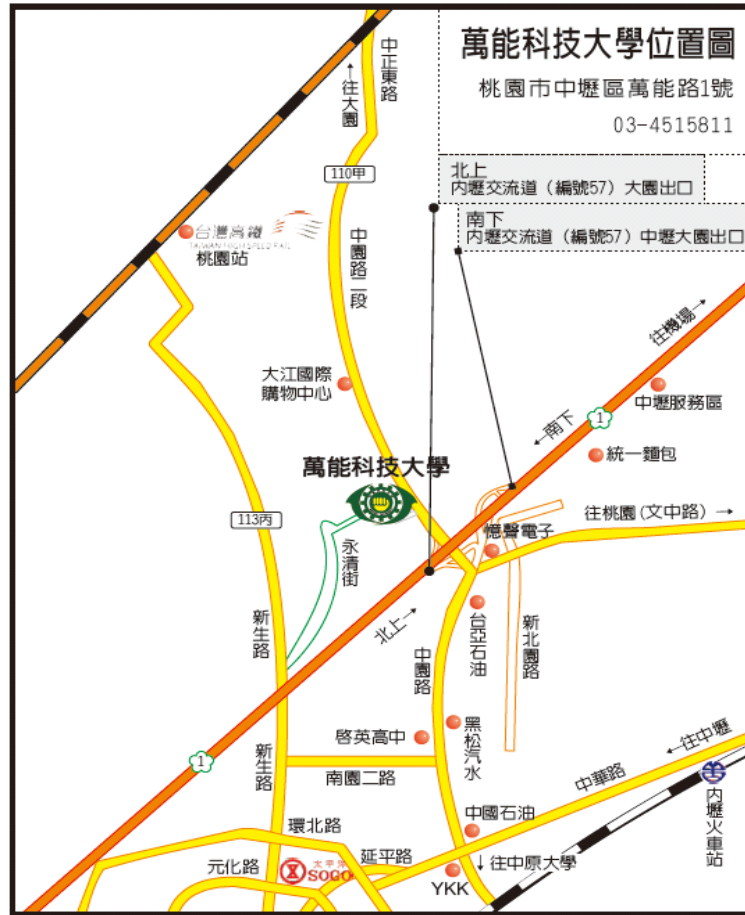 萬能科技大學位置圖
桃園市中壢區萬能路1號
03-4515811
北上
內壢交流道（編號57）大園出口
南下
內壢交流道（編號57）中壢大園出口
中正東路
←往大園
110甲
台灣高鐵
TAIWAN HIGH SPEED RAIL
桃園站
中園路二段
往機場→
大江國際
購物中心
中壢服務區
←南下
1
統一麵包
萬能科技大學
113丙
往桃園(文中路)→
憶聲電子
永清街
新生路
北上→
台亞石油
新北園路
中園路
黑松汽水
啓英高中
1
新生路
南園二路
←往中壢
中華路
內壢火車站
中國石油
環北路
延平路
元化路
太平洋
SOGO
↓往中原大學
YKK